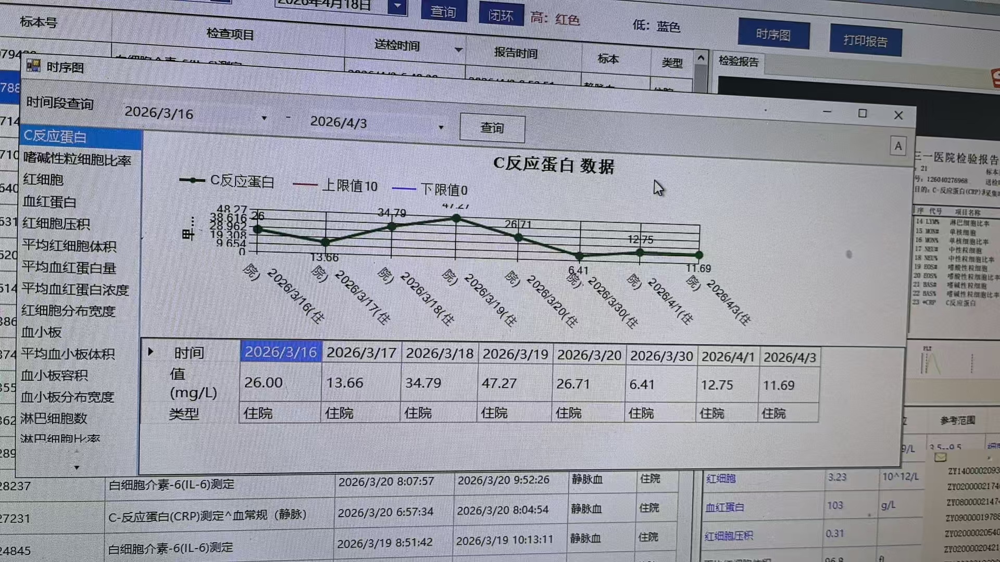 2026年4月18日
查询
闭环
高：红色
低：蓝色
时序图
打印报告
标本号
检查项目
送检时间
报告时间
标本
类型
检验报告
时序图
时间段查询
2026/3/16
-
2026/4/3
查询
A
C反应蛋白
嗜碱性粒细胞比率
红细胞
血红蛋白
红细胞压积
平均红细胞体积
平均血红蛋白量
平均血红蛋白浓度
红细胞分布宽度
血小板
平均血小板体积
血小板容积
血小板分布宽度
淋巴细胞数
淋巴细胞比率
C反应蛋白 数据
C反应蛋白
上限值10
下限值0
48.27
38.616
28.962
19.308
9.654
0
26
13.66
34.79
47.27
26.71
6.41
12.75
11.69
2026/3/16(住院)
2026/3/17(住院)
2026/3/18(住院)
2026/3/19(住院)
2026/3/20(住院)
2026/3/30(住院)
2026/4/1(住院)
2026/4/3(住院)
时间 2026/3/16 2026/3/17 2026/3/18 2026/3/19 2026/3/20 2026/3/30 2026/4/1 2026/4/3
值(mg/L) 26.00 13.66 34.79 47.27 26.71 6.41 12.75 11.69
类型 住院 住院 住院 住院 住院 住院 住院 住院
28237 白细胞介素-6(IL-6)测定 2026/3/20 8:07:57 2026/3/20 9:52:26 静脉血 住院
27231 C-反应蛋白(CRP)测定^血常规（静脉） 2026/3/20 6:57:34 2026/3/20 8:04:54 静脉血 住院
24845 白细胞介素-6(IL-6)测定 2026/3/19 8:51:42 2026/3/19 10:13:11 静脉血 住院
三一医院检验报告
号：126040276968
目的：C-反应蛋白(CRP)
序 代号 项目名称
14 LYM% 淋巴细胞比率
15 MON# 单核细胞
16 MON% 单核细胞比率
17 NEU# 中性粒细胞
18 NEU% 中性粒细胞比率
19 EOS# 嗜酸性粒细胞
20 EOS% 嗜酸性粒细胞比率
21 BAS# 嗜碱性粒细胞
22 BAS% 嗜碱性粒细胞比率
23 *CRP C反应蛋白
PLT
参考范围
3.5--9.5
红细胞 3.23 10^12/L
血红蛋白 103 g/L
红细胞压积 0.31
96.8 fl
ZY1400002093
ZY0200002174
ZY0800002147
ZY0900001978
ZY0200002054
ZY0200002042